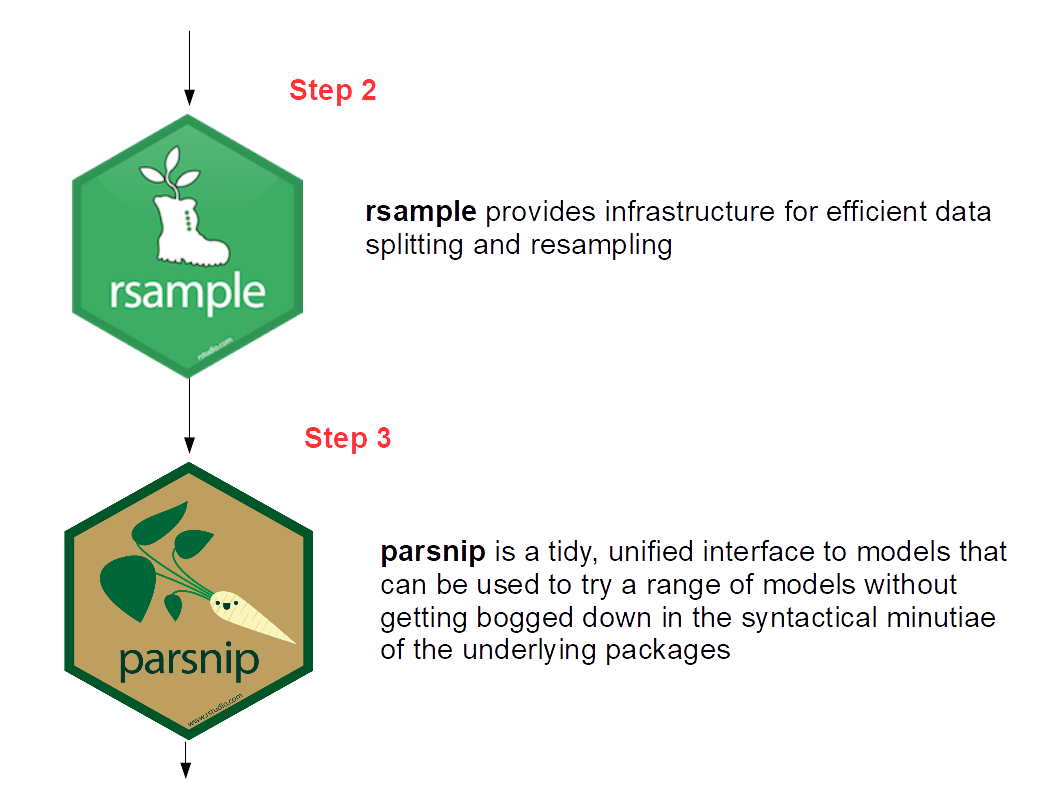 Step 2
rsample
rstudio.com
rsample provides infrastructure for efficient data
splitting and resampling
Step 3
parsnip
www.rstudio.com
parsnip is a tidy, unified interface to models that
can be used to try a range of models without
getting bogged down in the syntactical minutiae
of the underlying packages